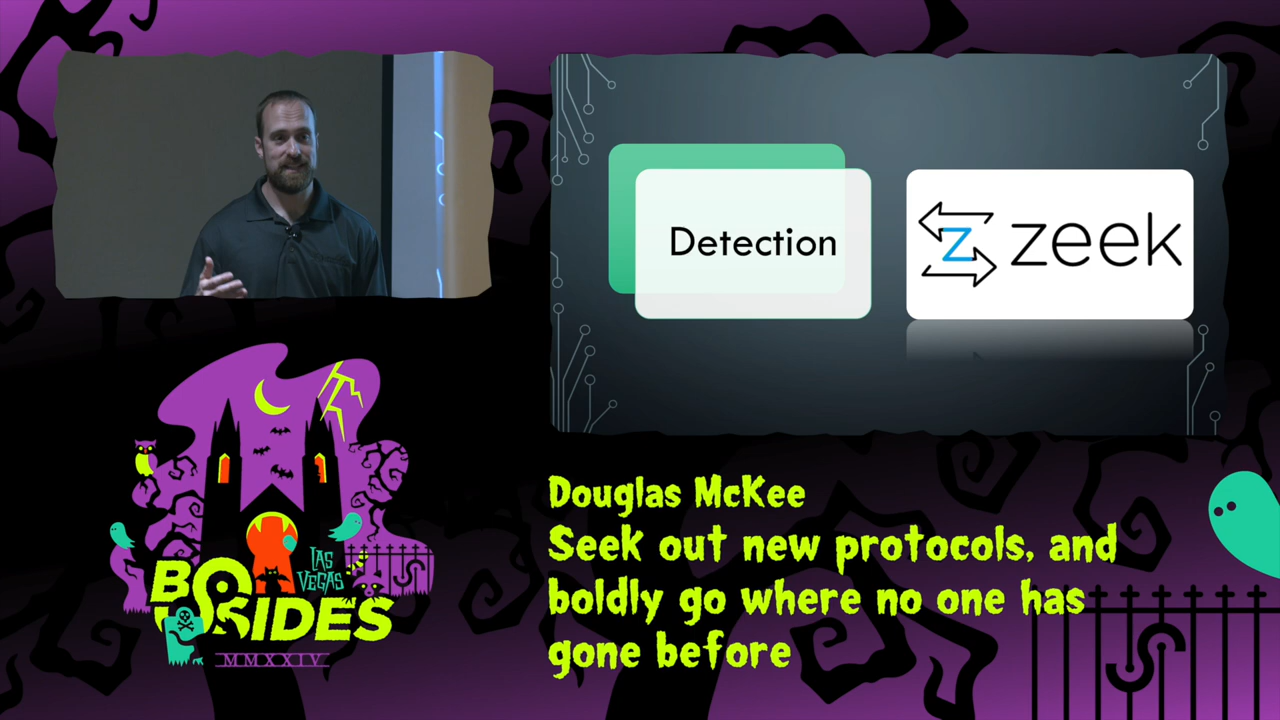 Detection
zeek
Douglas McKee
Seek out new protocols, and
boldly go where no one has
gone before
LAS
VEGAS
BSIDES
MMXXIV